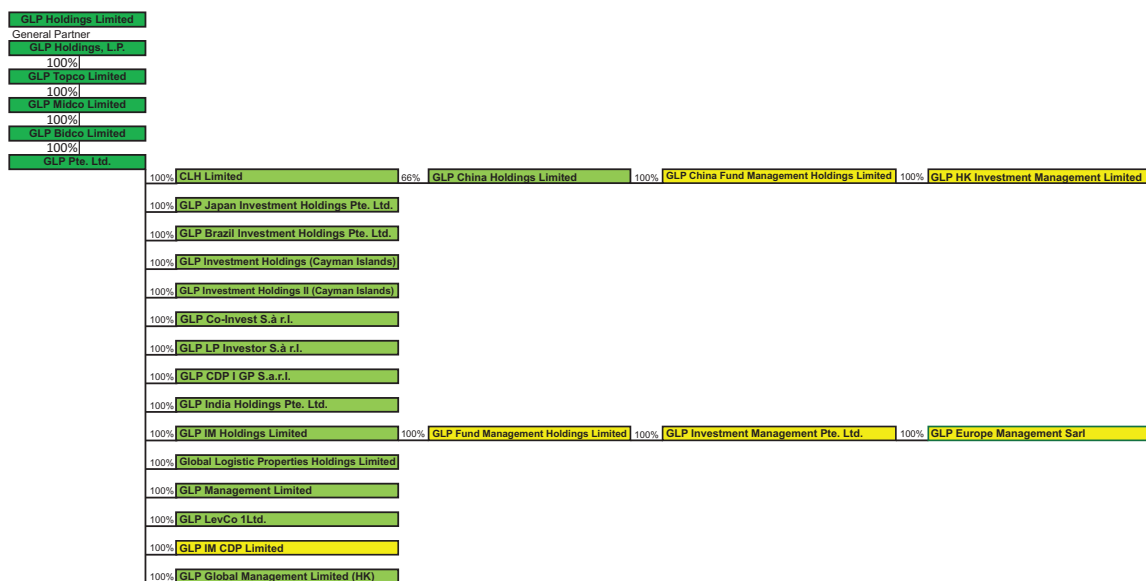 GLP Holdings Limited
General Partner
GLP Holdings, L.P.
100%
GLP Topco Limited
100%
GLP Midco Limited
100%
GLP Bidco Limited
100%
GLP Pte. Ltd.
100% CLH Limited 66% GLP China Holdings Limited 100% GLP China Fund Management Holdings Limited 100% GLP HK Investment Management Limited
100% GLP Japan Investment Holdings Pte. Ltd.
100% GLP Brazil Investment Holdings Pte. Ltd.
100% GLP Investment Holdings (Cayman Islands)
100% GLP Investment Holdings II (Cayman Islands)
100% GLP Co-Invest S.à r.l.
100% GLP LP Investor S.à r.l.
100% GLP CDP I GP S.a.r.l.
100% GLP India Holdings Pte. Ltd.
100% GLP IM Holdings Limited 100% GLP Fund Management Holdings Limited 100% GLP Investment Management Pte. Ltd. 100% GLP Europe Management Sarl
100% Global Logistic Properties Holdings Limited
100% GLP Management Limited
100% GLP LevCo 1Ltd.
100% GLP IM CDP Limited
100% GLP Global Management Limited (HK)